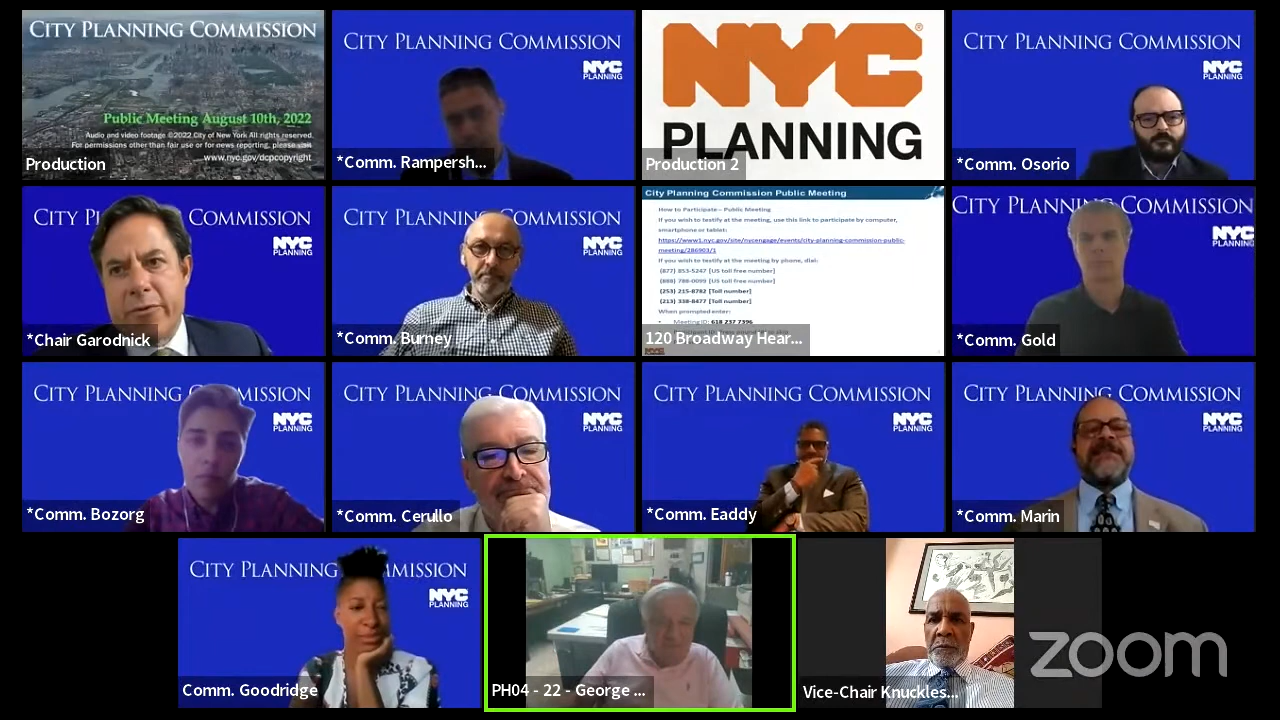 CITY PLANNING COMMISSION
Public Meeting August 10th, 2022
Audio and video footage ©2022 City of New York All rights reserved.
For permissions other than fair use or for news reporting, please visit
www.nyc.gov/dcpcopyright
Production
CITY PLANNING COMMISSION
NYC
PLANNING
*Comm. Rampersh...
NYC®
PLANNING
Production 2
CITY PLANNING COMMISSION
NYC
PLANNING
*Comm. Osorio
CITY PL
MMISSION
NYC
PLANNING
*Chair Garodnick
CITY PLANNING COMMISSION
NYC
PLANNING
*Comm. Burney
City Planning Commission Public Meeting
How to Participate – Public Meeting
If you wish to testify at the meeting, use this link to participate by computer,
smartphone or tablet:
https://www1.nyc.gov/site/nycengage/events/city-planning-commission-public-
meeting/286903/1
If you wish to testify at the meeting by phone, dial:
(877) 853-5247 [US toll free number]
(888) 788-0099 [US toll free number]
(253) 215-8782 [Toll number]
(213) 338-8477 [Toll number]
When prompted enter:
• Meeting ID: 618 237 7396
120 Broadway Hear...
NYC
CITY PLANNING COMMISSION
NYC
PLANNING
*Comm. Gold
CITY PLANNING COMMISSION
NYC
PLANNING
*Comm. Bozorg
CITY PLANNING COMMISSION
NYC
PLANNING
*Comm. Cerullo
CITY PLANNING COMMISSION
NYC
PLANNING
*Comm. Eaddy
CITY PLANNING COMMISSION
NYC
PLANNING
*Comm. Marin
CITY PLANNING
MMISSION
NYC
PLANNING
Comm. Goodridge
PH04 - 22 - George ...
Vice-Chair Knuckles...
zoom